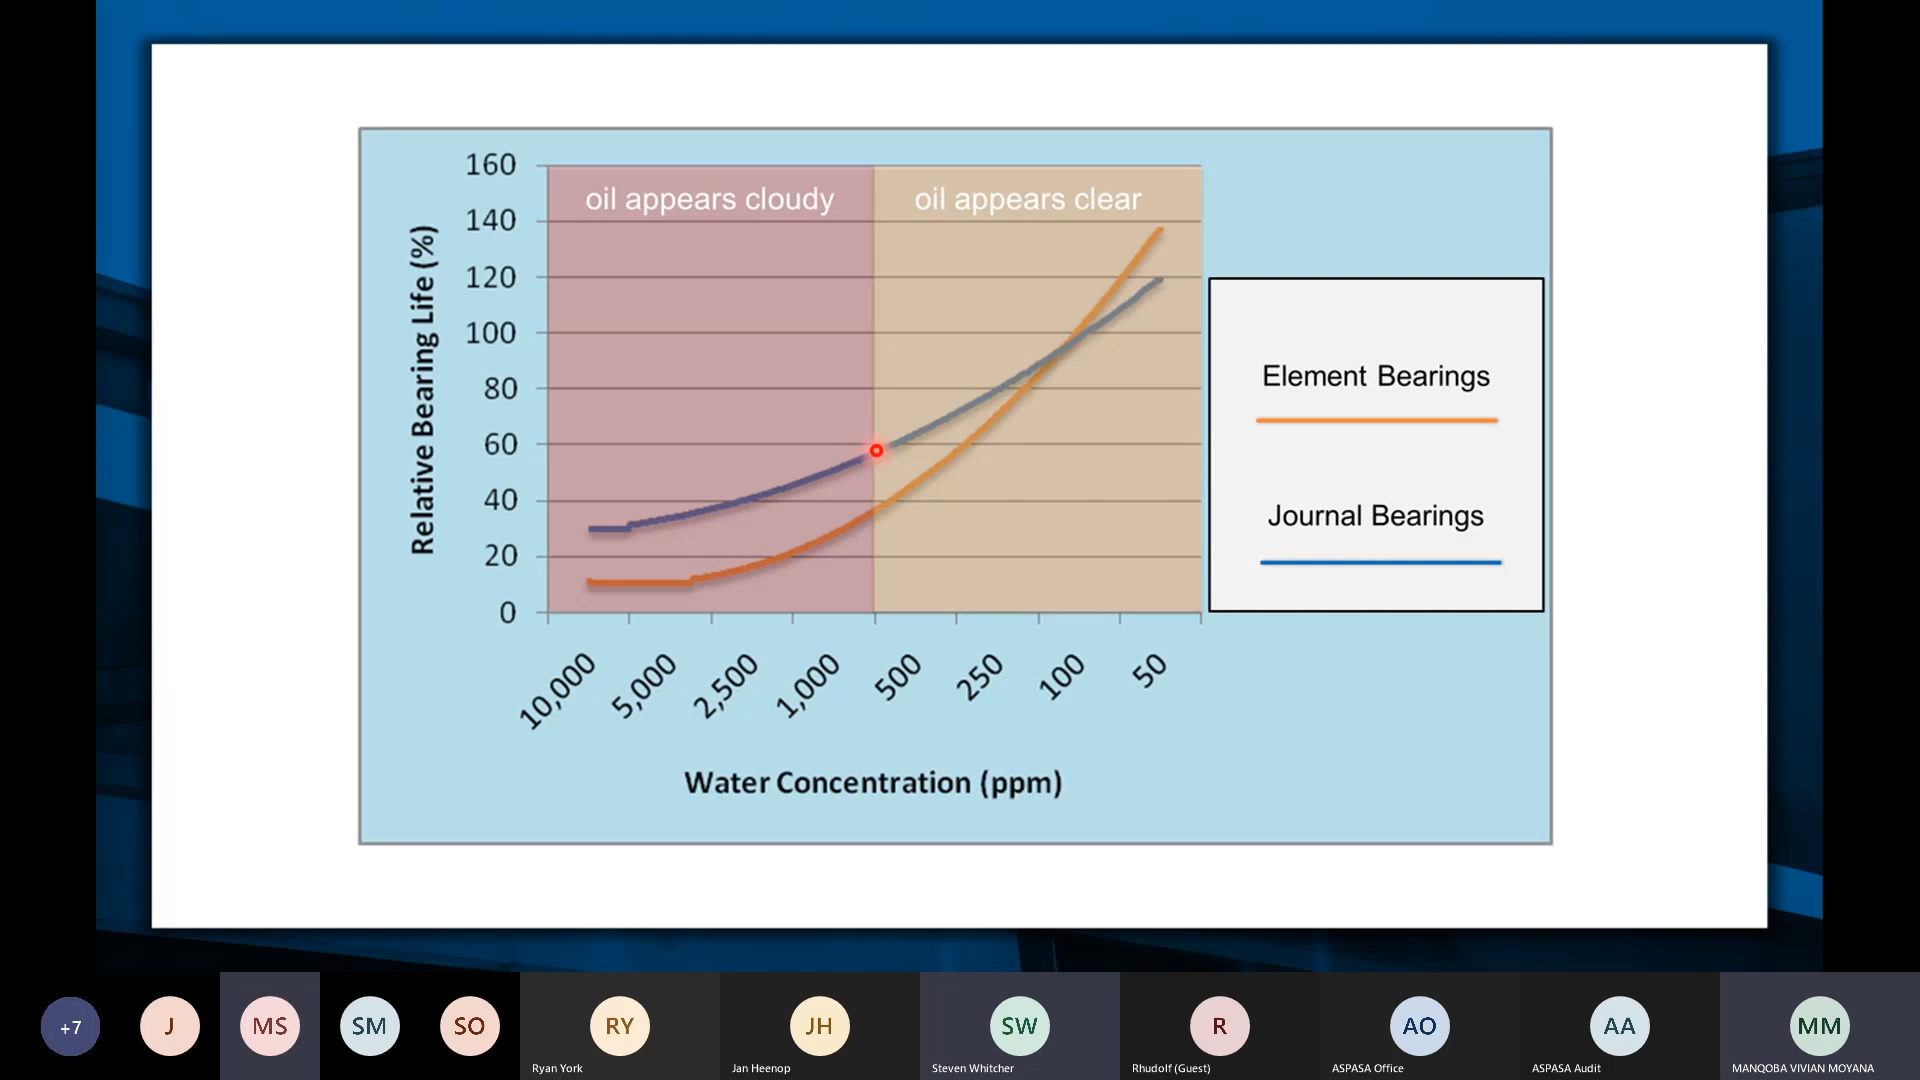 160
140
120
100
80
60
40
20
0
Relative Bearing Life (%)
oil appears cloudy
oil appears clear
10,000
5,000
2,500
1,000
500
250
100
50
Water Concentration (ppm)
Element Bearings
Journal Bearings
+7
J
MS
SM
SO
RY
Ryan York
JH
Jan Heenop
SW
Steven Whitcher
R
Rhudolf (Guest)
AO
ASPASA Office
AA
ASPASA Audit
MM
MANQOBA VIVIAN MOYANA